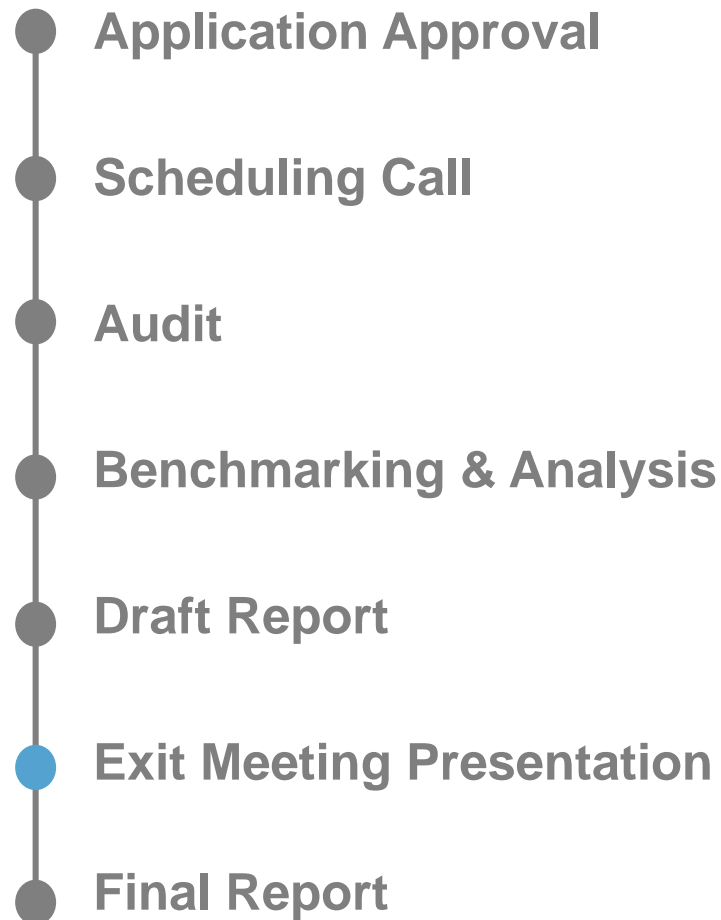 Application Approval
Scheduling Call
Audit
Benchmarking & Analysis
Draft Report
Exit Meeting Presentation
Final Report